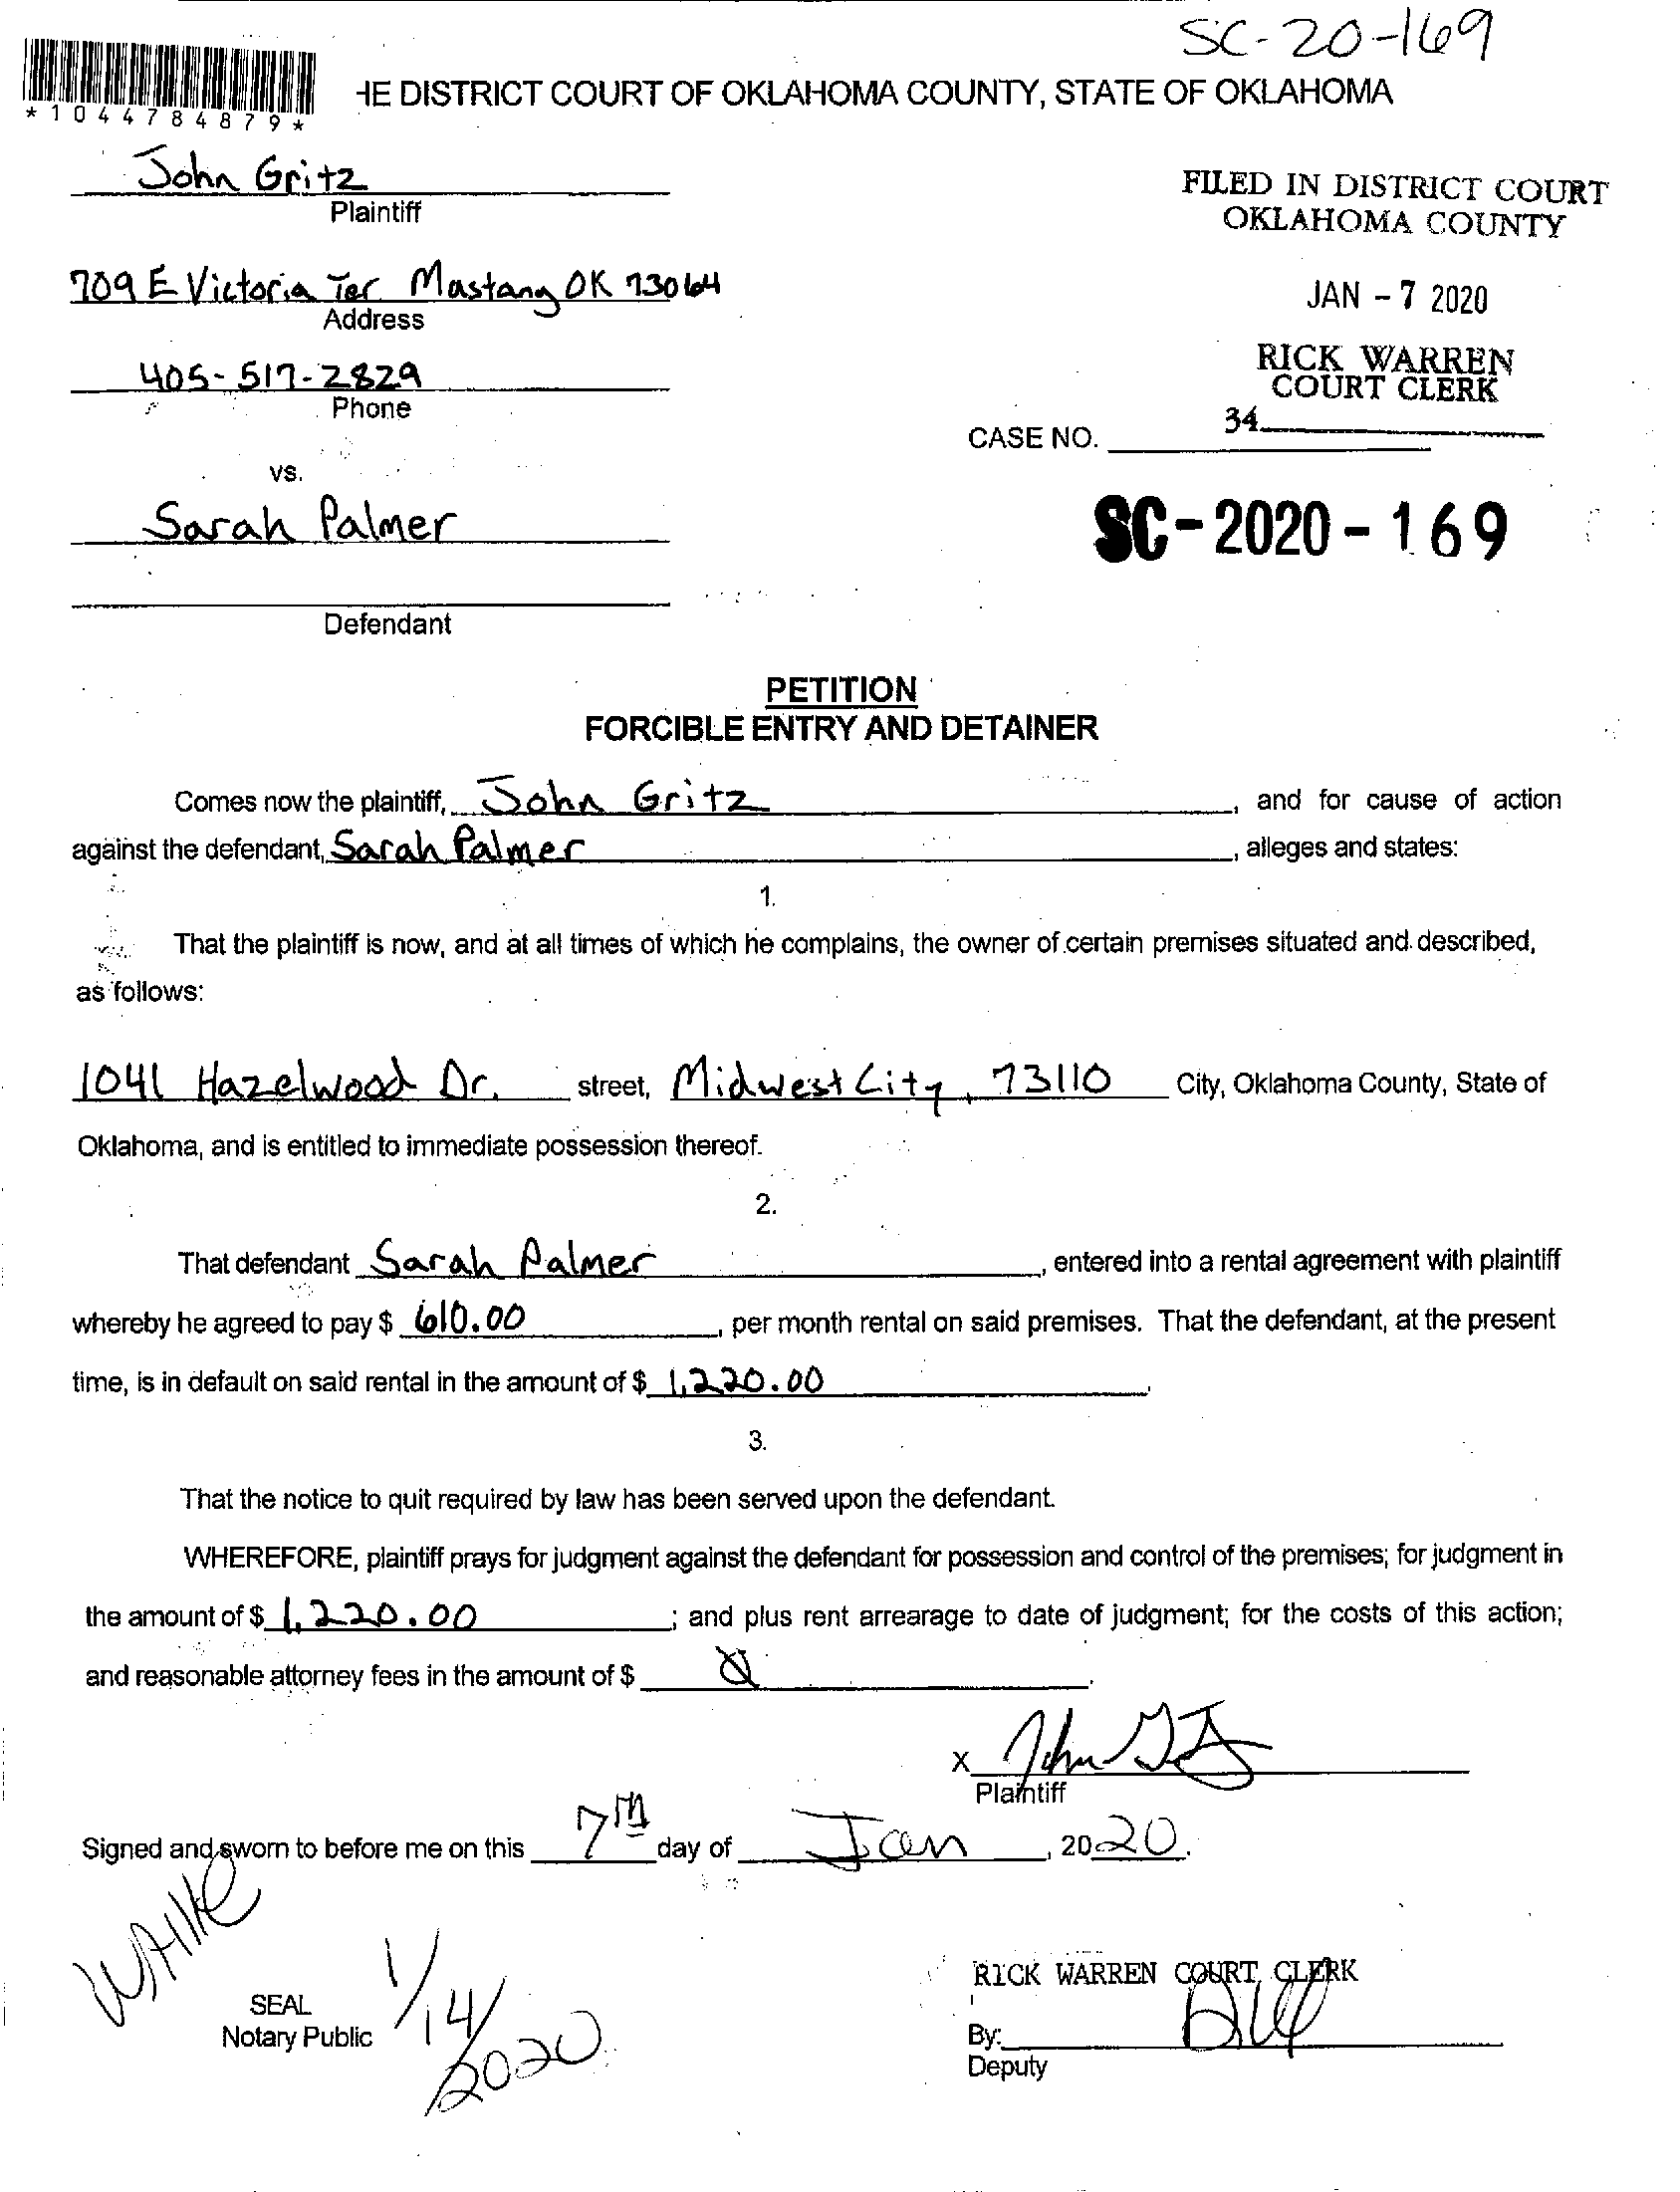 SC-20-169
*1044784879*
HE DISTRICT COURT OF OKLAHOMA COUNTY, STATE OF OKLAHOMA
John Gritz
Plaintiff
FILED IN DISTRICT COURT
OKLAHOMA COUNTY
709 E Victoria Ter Mustang OK 73064
Address
JAN - 7 2020
405-517-2829
Phone
RICK WARREN
COURT CLERK
34
CASE NO.
vs.
Sarah Palmer
SC-2020-169
Defendant
PETITION
FORCIBLE ENTRY AND DETAINER
Comes now the plaintiff, John Gritz, and for cause of action
against the defendant, Sarah Palmer, alleges and states:
1.
That the plaintiff is now, and at all times of which he complains, the owner of certain premises situated and described,
as follows:
1041 Hazelwood Dr. street, Midwest City, 73110 City, Oklahoma County, State of
Oklahoma, and is entitled to immediate possession thereof.
2.
That defendant Sarah Palmer, entered into a rental agreement with plaintiff
whereby he agreed to pay $ 610.00, per month rental on said premises. That the defendant, at the present
time, is in default on said rental in the amount of $ 1,220.00.
3.
That the notice to quit required by law has been served upon the defendant.
WHEREFORE, plaintiff prays for judgment against the defendant for possession and control of the premises; for judgment in
the amount of $ 1,220.00; and plus rent arrearage to date of judgment; for the costs of this action;
and reasonable attorney fees in the amount of $ Ø.
X John
Plaintiff
Signed and sworn to before me on this 7th day of Jan, 2020.
1/14/2020
SEAL
Notary Public
RICK WARREN COURT CLERK
By:
Deputy